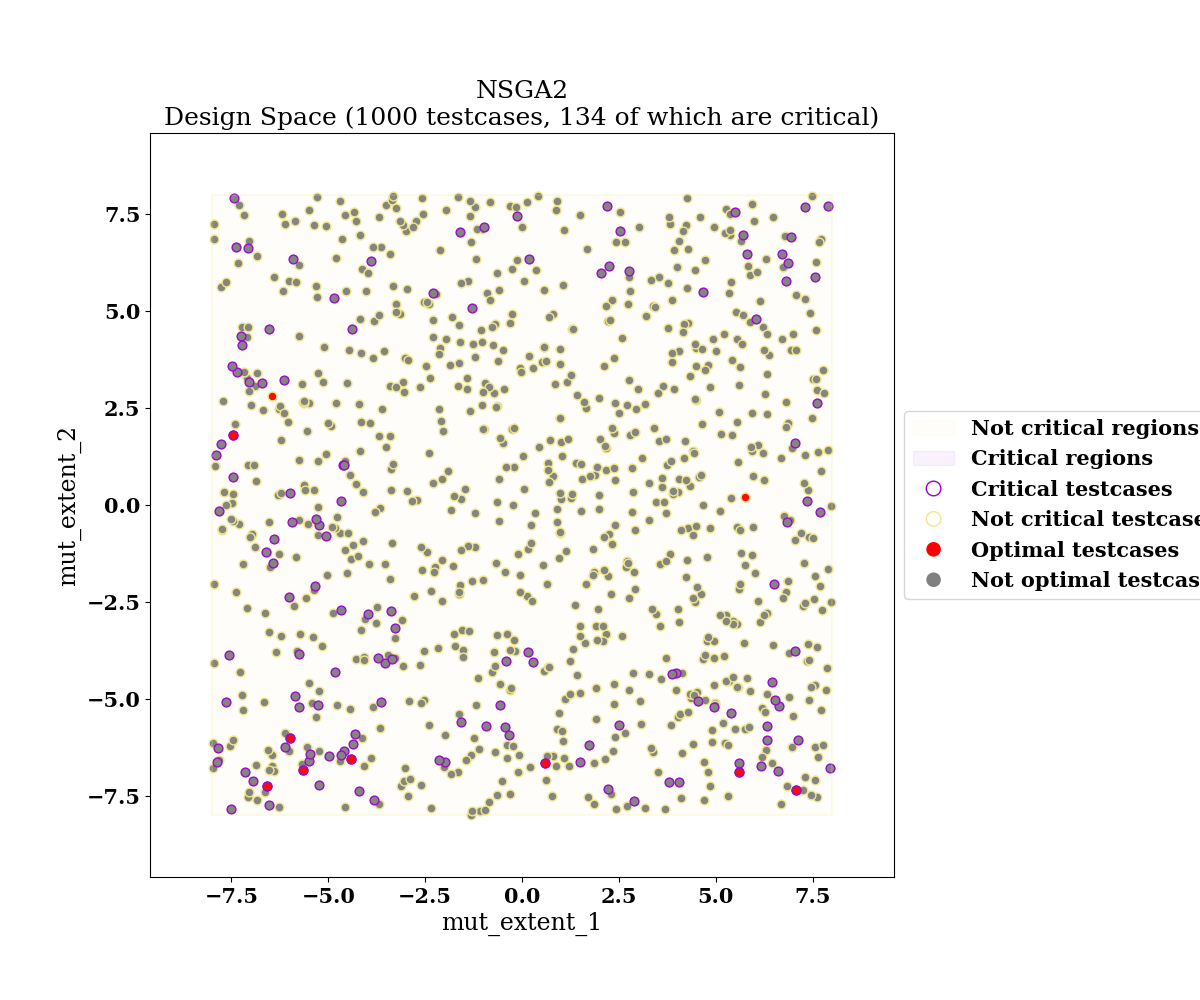 NSGA2
Design Space (1000 testcases, 134 of which are critical)
7.5
5.0
2.5
0.0
−2.5
−5.0
−7.5
mut_extent_2
−7.5 −5.0 −2.5 0.0 2.5 5.0 7.5
mut_extent_1
Not critical regions
Critical regions
Critical testcases
Not critical testcase
Optimal testcases
Not optimal testcas